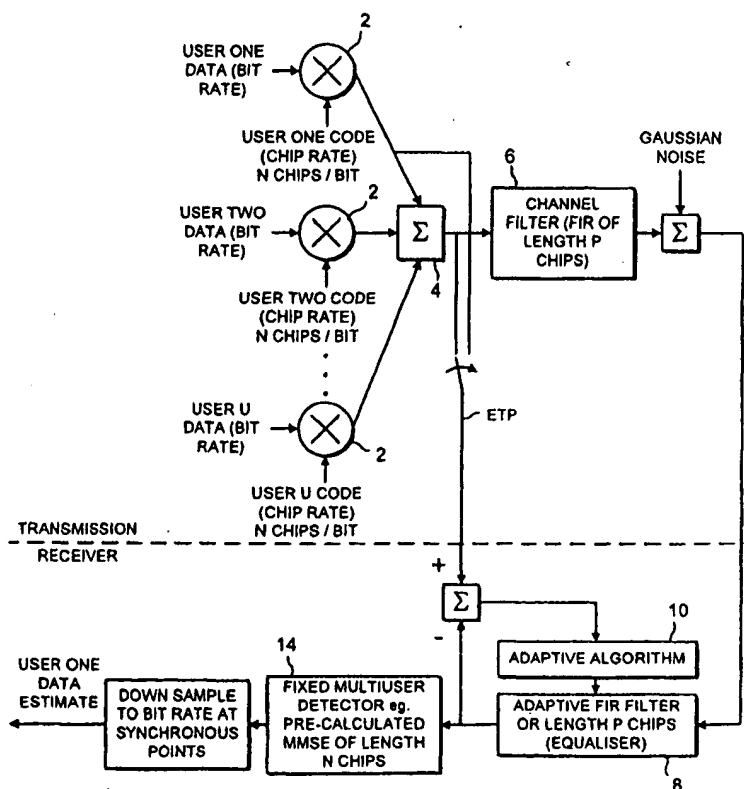 2
USER ONE
DATA (BIT
RATE)
USER ONE CODE
(CHIP RATE)
N CHIPS / BIT
GAUSSIAN
NOISE
6
CHANNEL
FILTER (FIR OF
LENGTH P
CHIPS)
Σ
2
USER TWO
DATA (BIT
RATE)
Σ
4
USER TWO CODE
(CHIP RATE)
N CHIPS / BIT
ETP
USER U
DATA (BIT
RATE)
2
USER U CODE
(CHIP RATE)
N CHIPS / BIT
TRANSMISSION
RECEIVER
+
Σ
-
10
ADAPTIVE ALGORITHM
14
USER ONE
DATA
ESTIMATE
DOWN SAMPLE
TO BIT RATE AT
SYNCHRONOUS
POINTS
FIXED MULTIUSER
DETECTOR eg.
PRE-CALCULATED
MMSE OF LENGTH
N CHIPS
ADAPTIVE FIR FILTER
OR LENGTH P CHIPS
(EQUALISER)
8